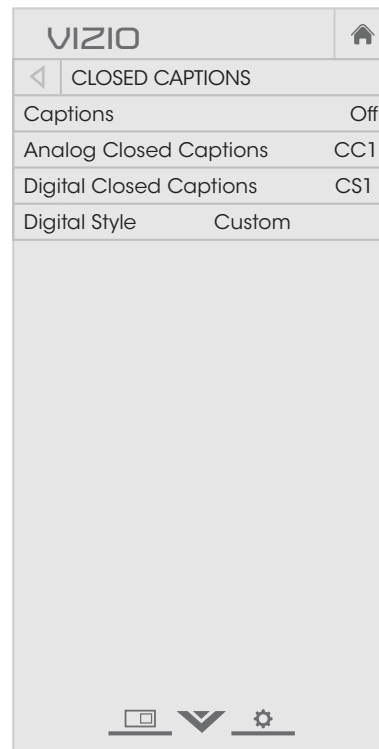 VIZIO
CLOSED CAPTIONS
Captions Off
Analog Closed Captions CC1
Digital Closed Captions CS1
Digital Style Custom